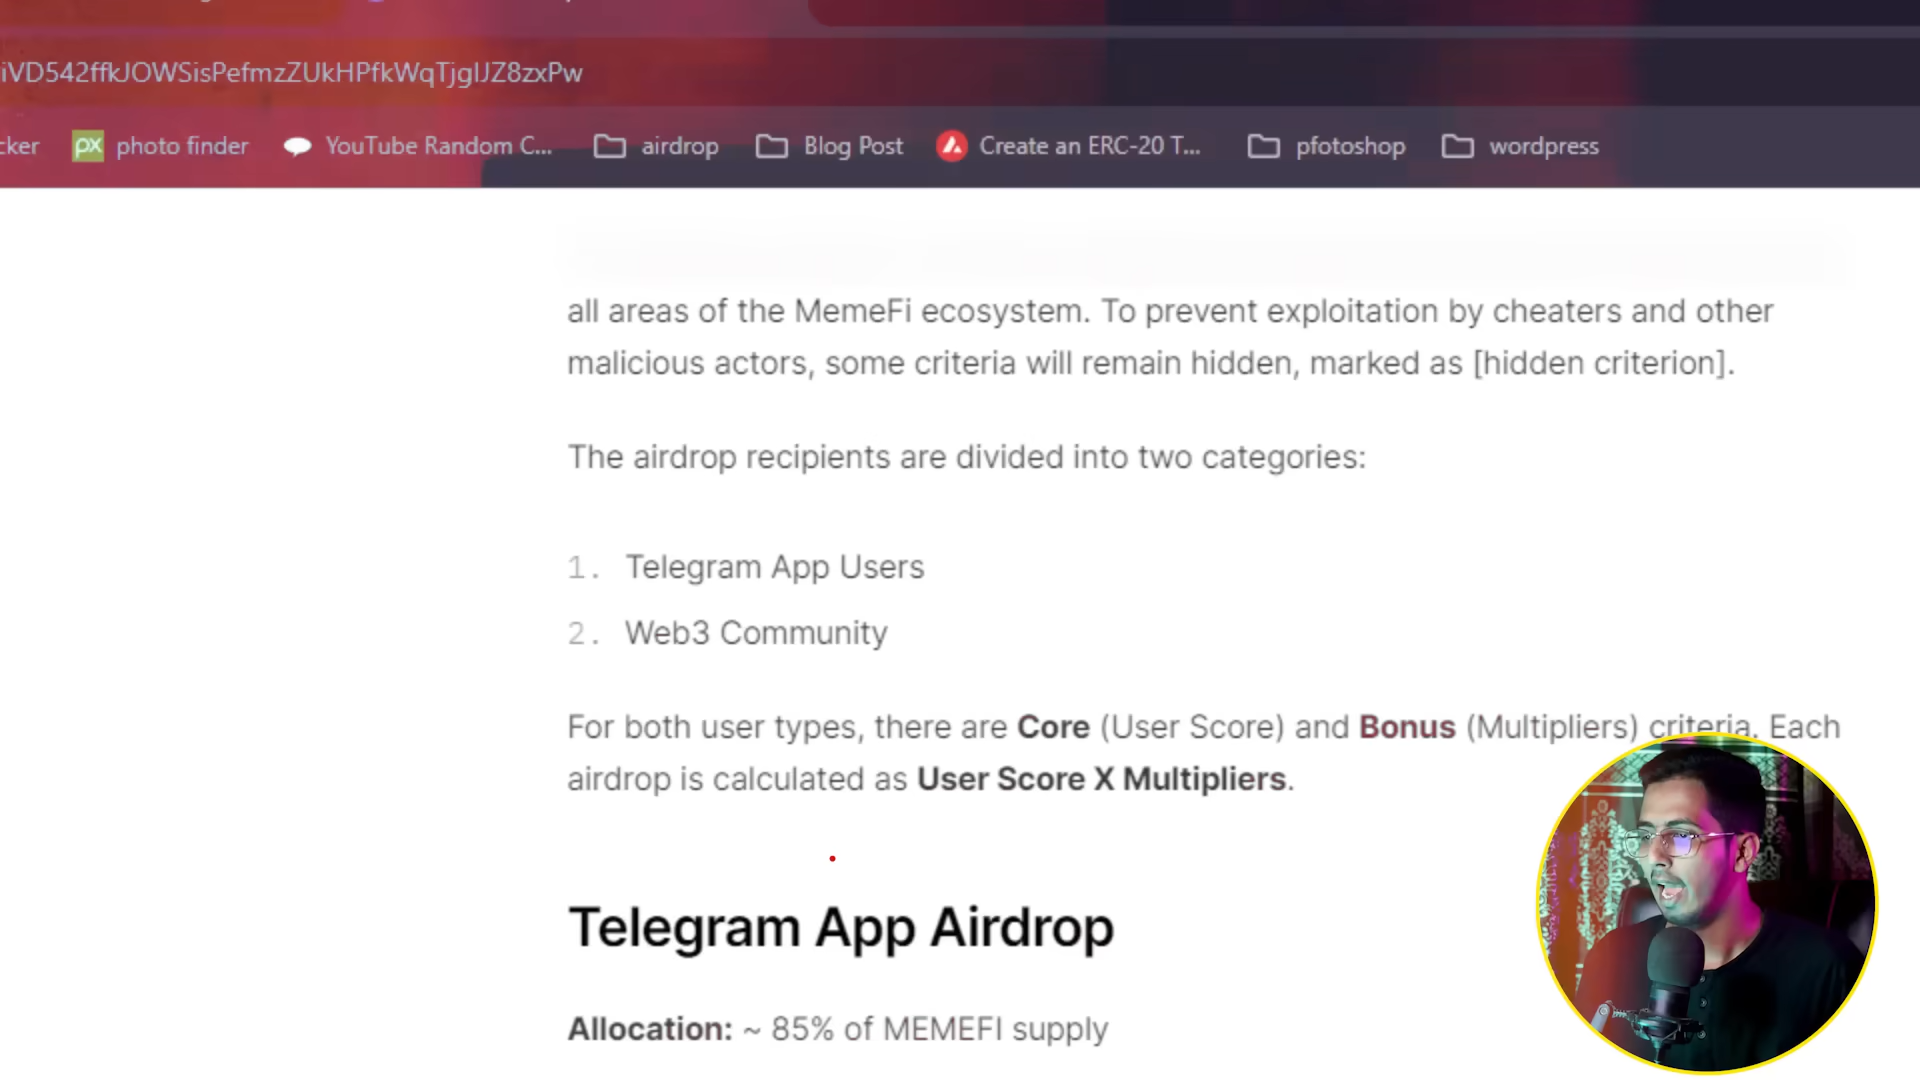 iVD542ffkJOWSisPefmzZUkHPfkWqTjgIJZ8zxPw
cker px photo finder YouTube Random C... airdrop Blog Post Create an ERC-20 T... pfotoshop wordpress
all areas of the MemeFi ecosystem. To prevent exploitation by cheaters and other
malicious actors, some criteria will remain hidden, marked as [hidden criterion].
The airdrop recipients are divided into two categories:
1. Telegram App Users
2. Web3 Community
For both user types, there are Core (User Score) and Bonus (Multipliers) criteria. Each
airdrop is calculated as User Score X Multipliers.
Telegram App Airdrop
Allocation: ~ 85% of MEMEFI supply